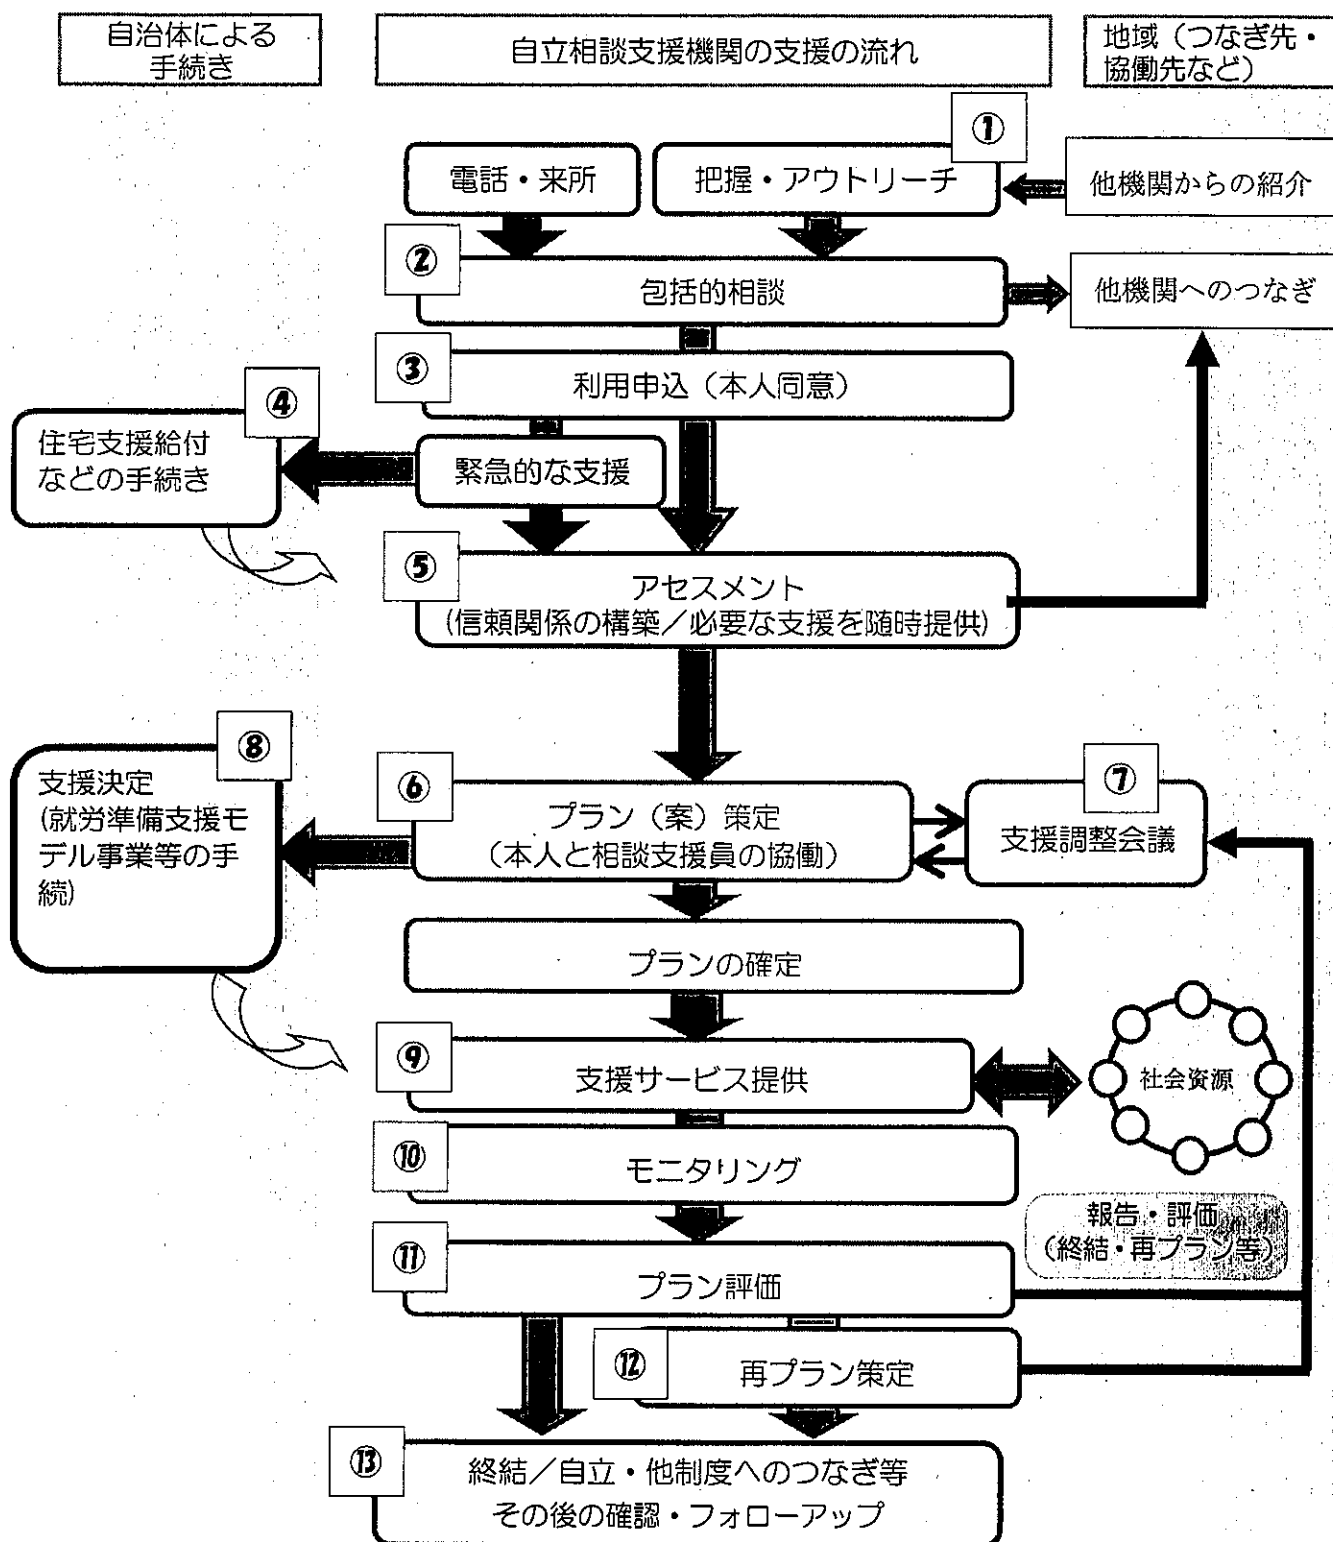 自治体による
手続き
自立相談支援機関の支援の流れ
地域（つなぎ先・
協働先など）
①
電話・来所
把握・アウトリーチ
他機関からの紹介
②
包括的相談
他機関へのつなぎ
③
利用申込（本人同意）
④
住宅支援給付
などの手続き
緊急的な支援
⑤
アセスメント
(信頼関係の構築／必要な支援を随時提供)
⑥
プラン（案）策定
（本人と相談支援員の協働）
⑦
支援調整会議
⑧
支援決定
(就労準備支援モ
デル事業等の手
続)
プランの確定
⑨
支援サービス提供
社会資源
⑩
モニタリング
報告・評価
（終結・再プラン等）
⑪
プラン評価
⑫
再プラン策定
⑬
終結／自立・他制度へのつなぎ等
その後の確認・フォローアップ